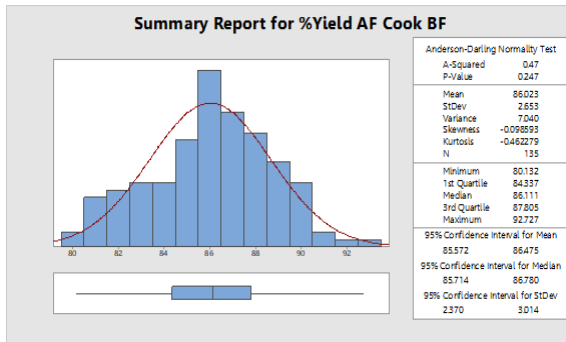 Summary Report for %Yield AF Cook BF
Anderson-Darling Normality Test
A-Squared 0.47
P-Value 0.247
Mean 86.023
StDev 2.653
Variance 7.040
Skewness -0.098593
Kurtosis -0.462279
N 135
Minimum 80.132
1st Quartile 84.337
Median 86.111
3rd Quartile 87.805
Maximum 92.727
95% Confidence Interval for Mean
85.572 86.475
95% Confidence Interval for Median
85.714 86.780
95% Confidence Interval for StDev
2.370 3.014
80 82 84 86 88 90 92